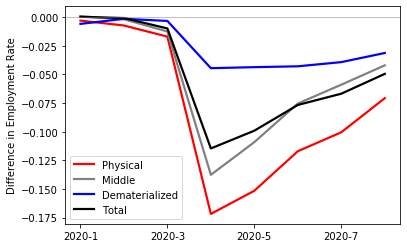 0.000
−0.025
−0.050
−0.075
−0.100
−0.125
−0.150
−0.175
Difference in Employment Rate
Physical
Middle
Dematerialized
Total
2020-1
2020-3
2020-5
2020-7